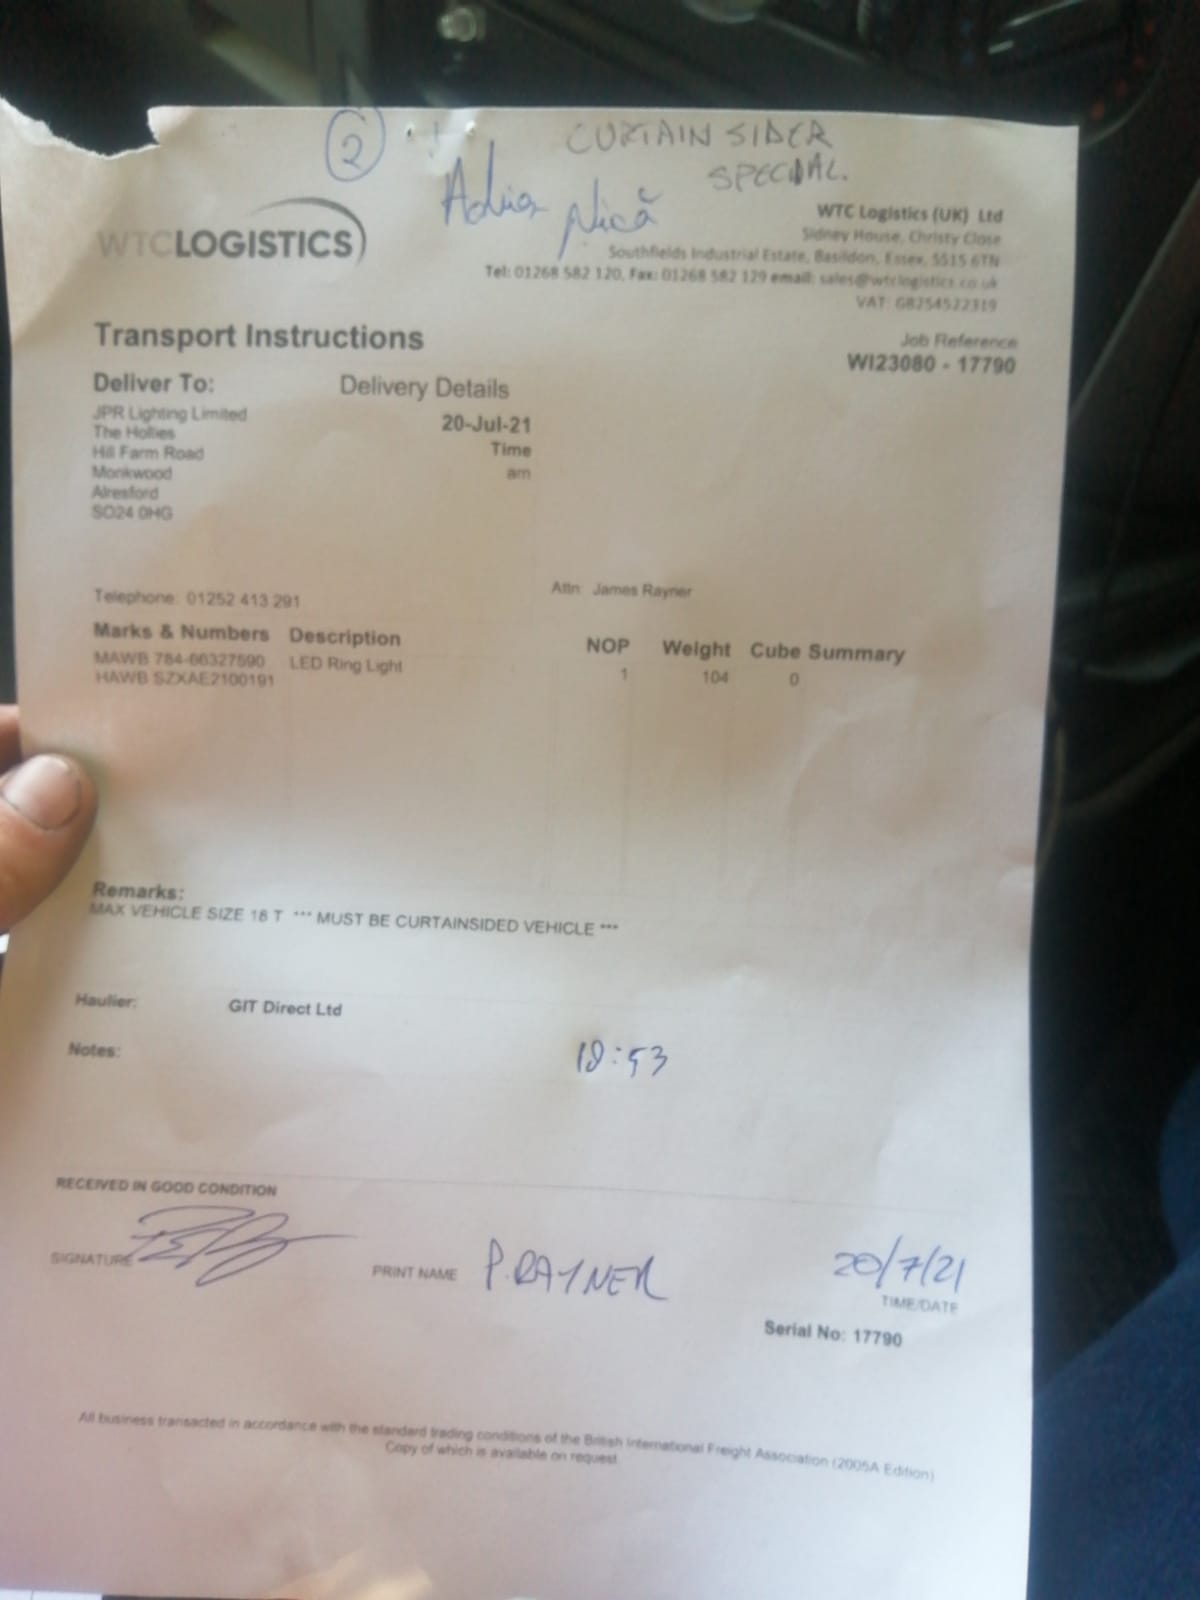 2
CURTAIN SIDER
SPECIAL.
Nică
WTCLOGISTICS
WTC Logistics (UK) Ltd
Sidney House, Christy Close
Southfields Industrial Estate, Basildon, Essex, SS15 6TN
Tel: 01268 582 120, Fax: 01268 582 129 email: sales@wtclogistics.co.uk
VAT: GB254522319
Transport Instructions
Job Reference
WI23080 - 17790
Deliver To:
JPR Lighting Limited
The Hollies
Hill Farm Road
Monkwood
Alresford
SO24 0HG
Delivery Details
20-Jul-21
Time
am
Telephone: 01252 413 291
Attn: James Rayner
Marks & Numbers Description NOP Weight Cube Summary
MAWB 784-66327590 LED Ring Light 1 104 0
HAWB SZXAE2100191
Remarks:
MAX VEHICLE SIZE 18 T *** MUST BE CURTAINSIDED VEHICLE ***
Haulier: GIT Direct Ltd
Notes:
RECEIVED IN GOOD CONDITION
SIGNATURE
PRINT NAME P. RAYNER
20/7/21
TIME/DATE
Serial No: 17790
All business transacted in accordance with the standard trading conditions of the British International Freight Association (2005A Edition)
Copy of which is available on request